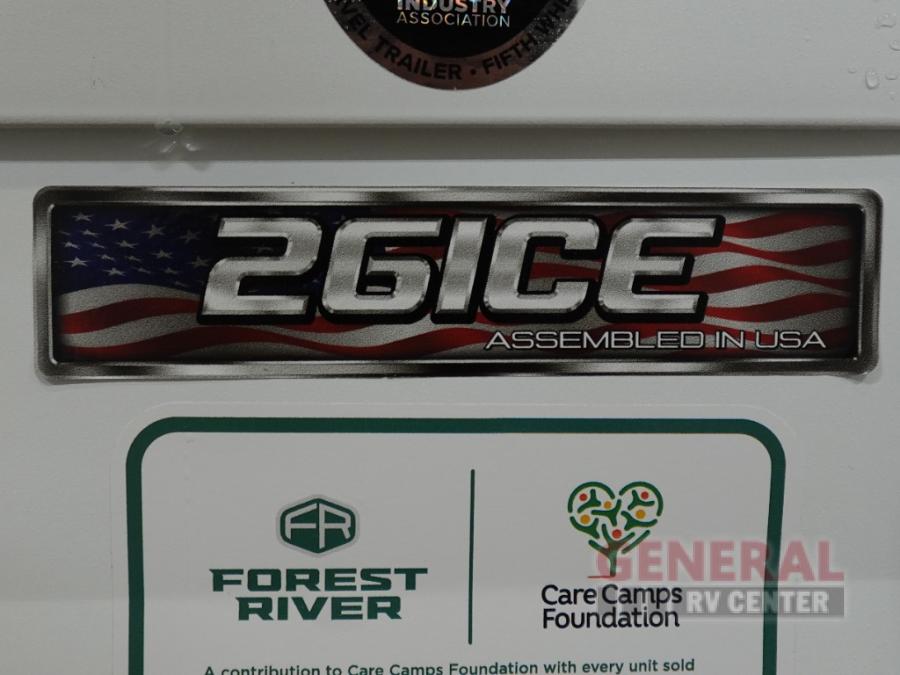 INDUSTRY
ASSOCIATION
TRAILER • FIFTH
26ICE
ASSEMBLED IN USA
FR
FOREST
RIVER
Care Camps
Foundation
GENERAL
RV CENTER
A contribution to Care Camps Foundation with every unit sold